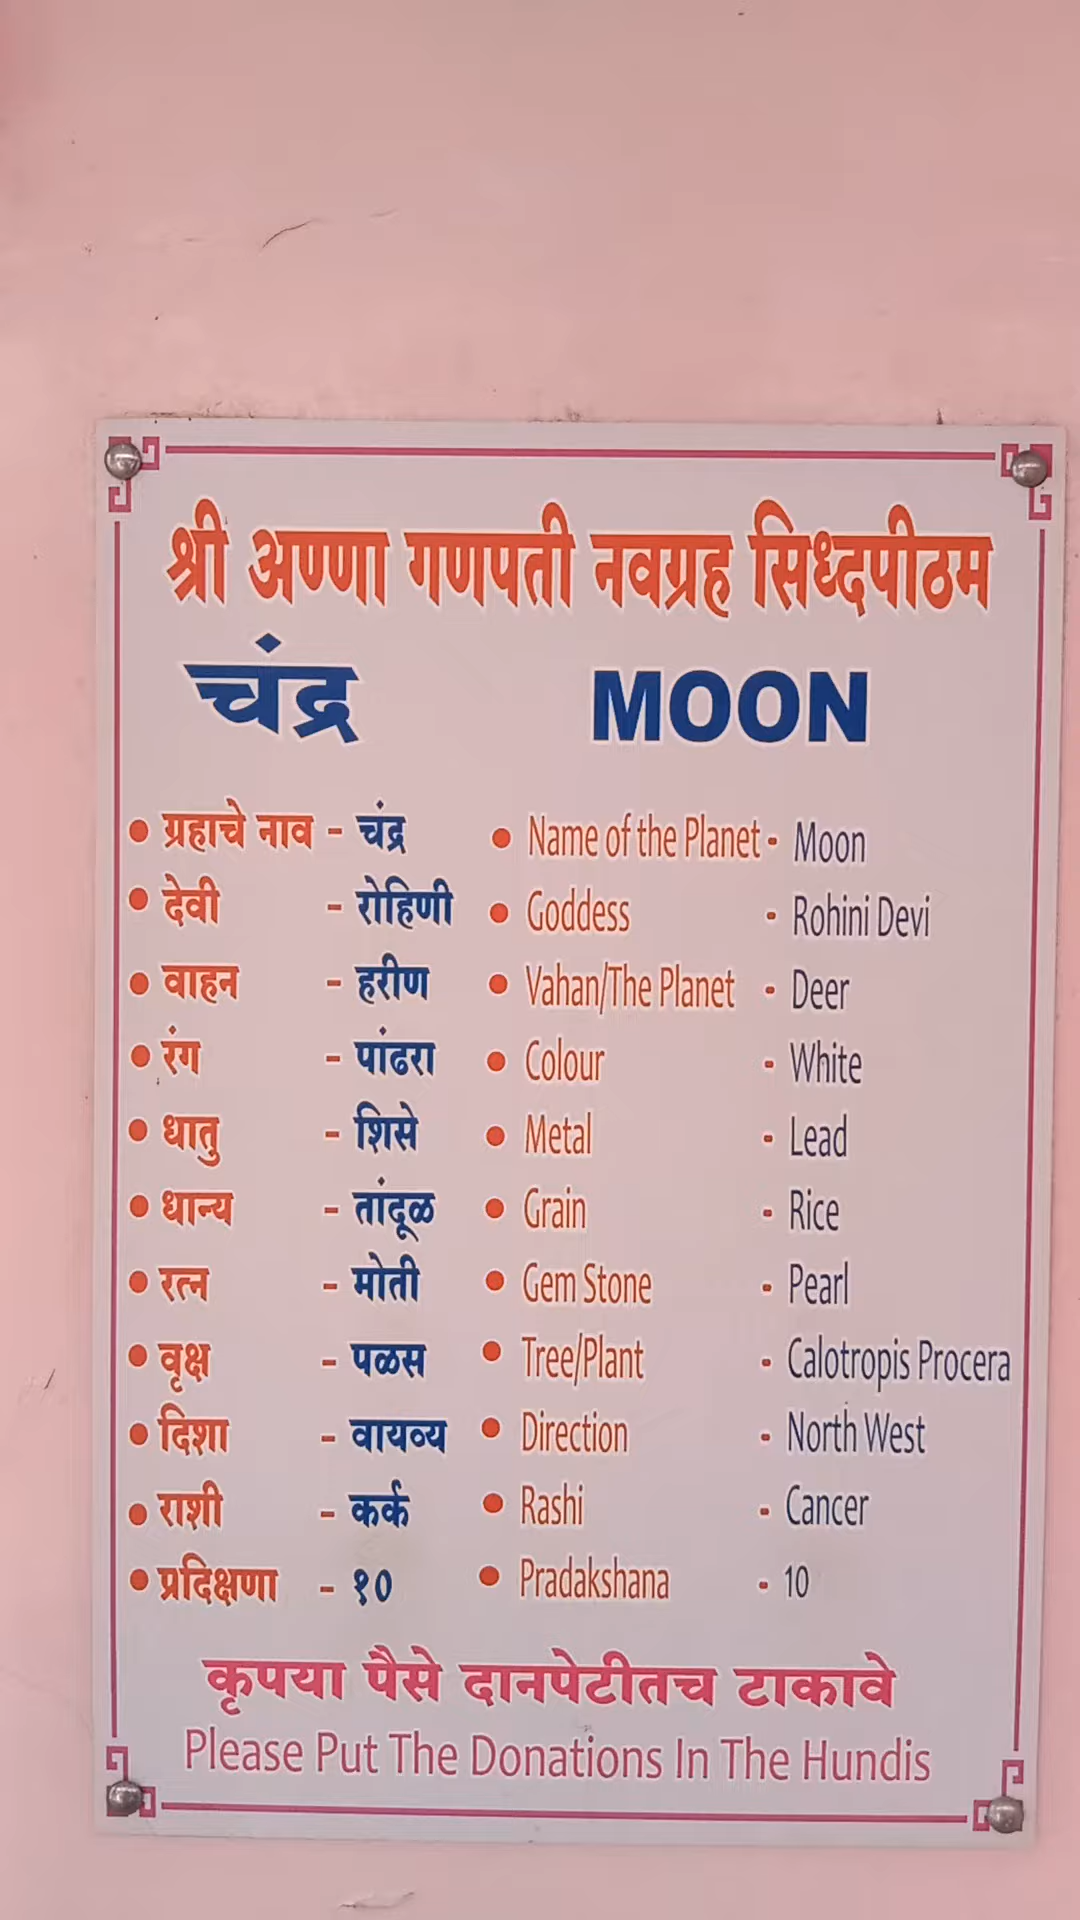 श्री अण्णा गणपती नवग्रह सिध्दपीठम
चंद्र MOON
• ग्रहाचे नाव - चंद्र • Name of the Planet - Moon
• देवी - रोहिणी • Goddess - Rohini Devi
• वाहन - हरीण • Vahan/The Planet - Deer
• रंग - पांढरा • Colour - White
• धातु - शिसे • Metal - Lead
• धान्य - तांदूळ • Grain - Rice
• रत्न - मोती • Gem Stone - Pearl
• वृक्ष - पळस • Tree/Plant - Calotropis Procera
• दिशा - वायव्य • Direction - North West
• राशी - कर्क • Rashi - Cancer
• प्रदिक्षणा - १० • Pradakshana - 10
कृपया पैसे दानपेटीतच टाकावे
Please Put The Donations In The Hundis